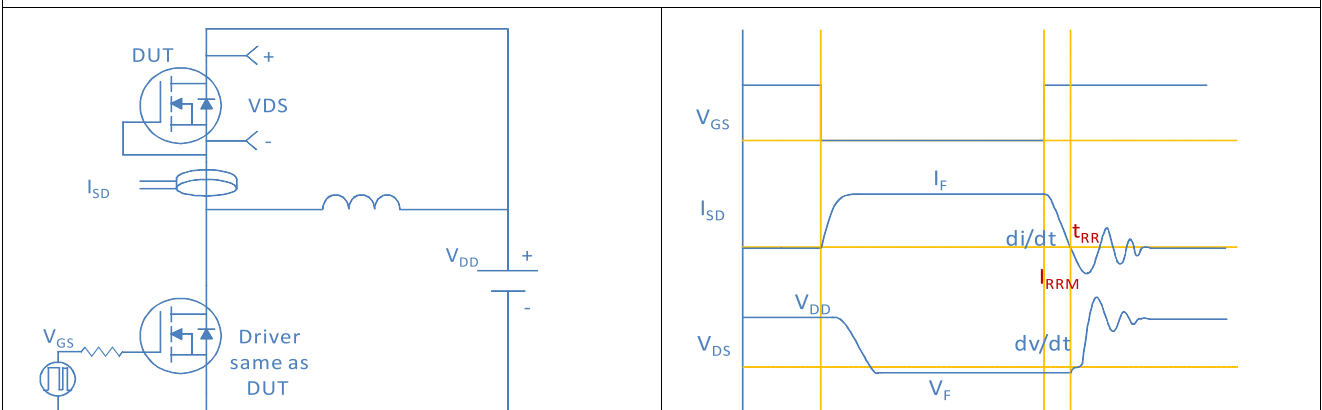 DUT
+
VDS
-
I_SD
V_DD
+
-
V_GS
Driver
same as
DUT
V_GS
I_F
I_SD
di/dt
t_RR
I_RRM
V_DD
V_DS
dv/dt
V_F